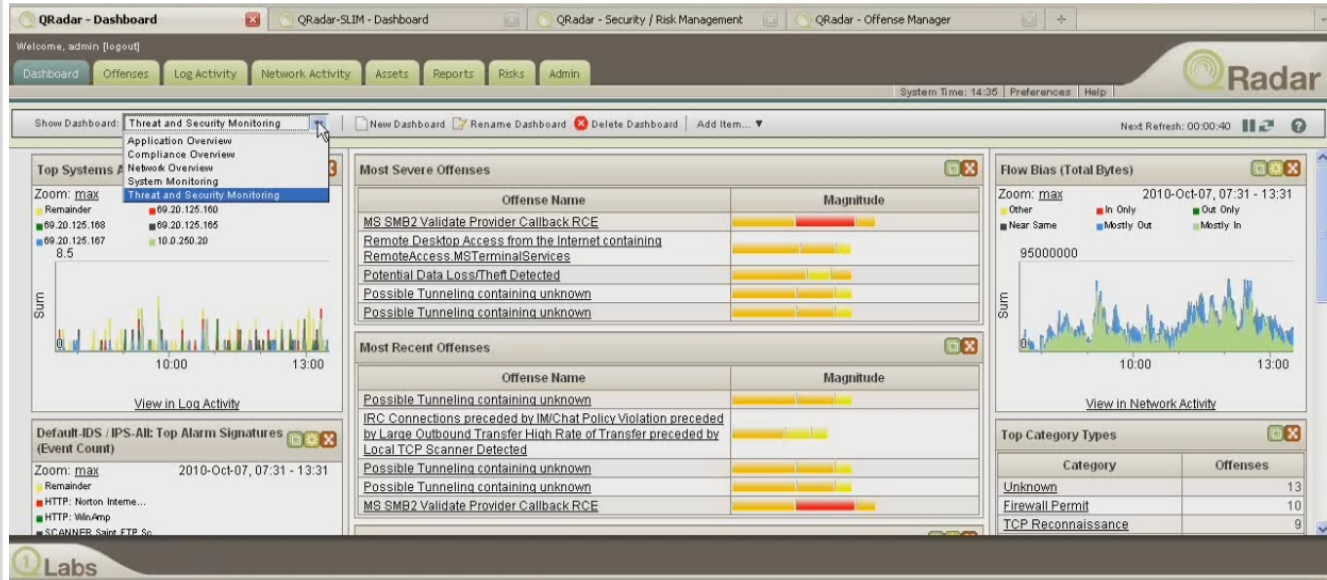 QRadar - Dashboard
QRadar-SLIM - Dashboard
QRadar - Security / Risk Management
QRadar - Offense Manager
Welcome, admin [logout]
Dashboard Offenses Log Activity Network Activity Assets Reports Risks Admin
System Time: 14:35 Preferences Help
QRadar
Show Dashboard: Threat and Security Monitoring
New Dashboard Rename Dashboard Delete Dashboard Add Item... ▼
Next Refresh: 00:00:40
Application Overview
Compliance Overview
Network Overview
System Monitoring
Threat and Security Monitoring
Top Systems A
Zoom: max
Remainder 69.20.125.160
69.20.125.168 69.20.125.165
69.20.125.167 10.0.250.20
8.5
Sum
0
10:00 13:00
View in Log Activity
Default-IDS / IPS-All: Top Alarm Signatures
(Event Count)
Zoom: max 2010-Oct-07, 07:31 - 13:31
Remainder
HTTP: Norton Interne...
HTTP: WinAmp
SCANNER Saint FTP Sc
Most Severe Offenses
Offense Name Magnitude
MS SMB2 Validate Provider Callback RCE
Remote Desktop Access from the Internet containing
RemoteAccess.MSTerminalServices
Potential Data Loss/Theft Detected
Possible Tunneling containing unknown
Possible Tunneling containing unknown
Most Recent Offenses
Offense Name Magnitude
Possible Tunneling containing unknown
IRC Connections preceded by IM/Chat Policy Violation preceded
by Large Outbound Transfer High Rate of Transfer preceded by
Local TCP Scanner Detected
Possible Tunneling containing unknown
Possible Tunneling containing unknown
MS SMB2 Validate Provider Callback RCE
Flow Bias (Total Bytes)
Zoom: max 2010-Oct-07, 07:31 - 13:31
Other In Only Out Only
Near Same Mostly Out Mostly In
95000000
Sum
0
10:00 13:00
View in Network Activity
Top Category Types
Category Offenses
Unknown 13
Firewall Permit 10
TCP Reconnaissance 9
Q1 Labs